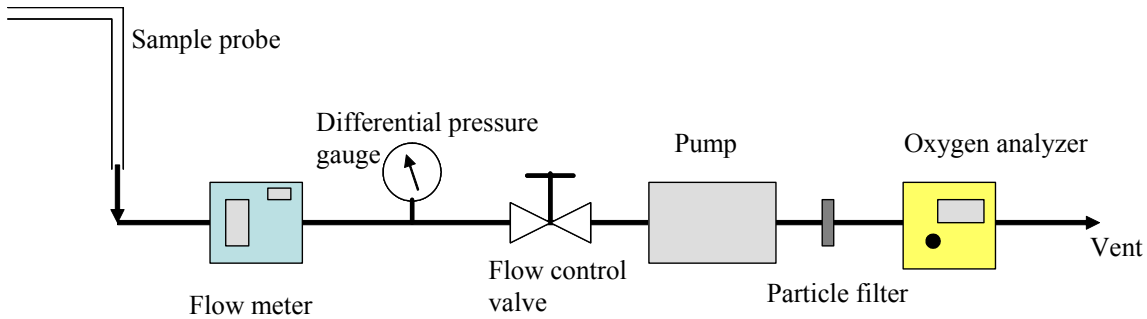 Sample probe
Differential pressure
gauge
Pump
Oxygen analyzer
Flow meter
Flow control
valve
Particle filter
Vent